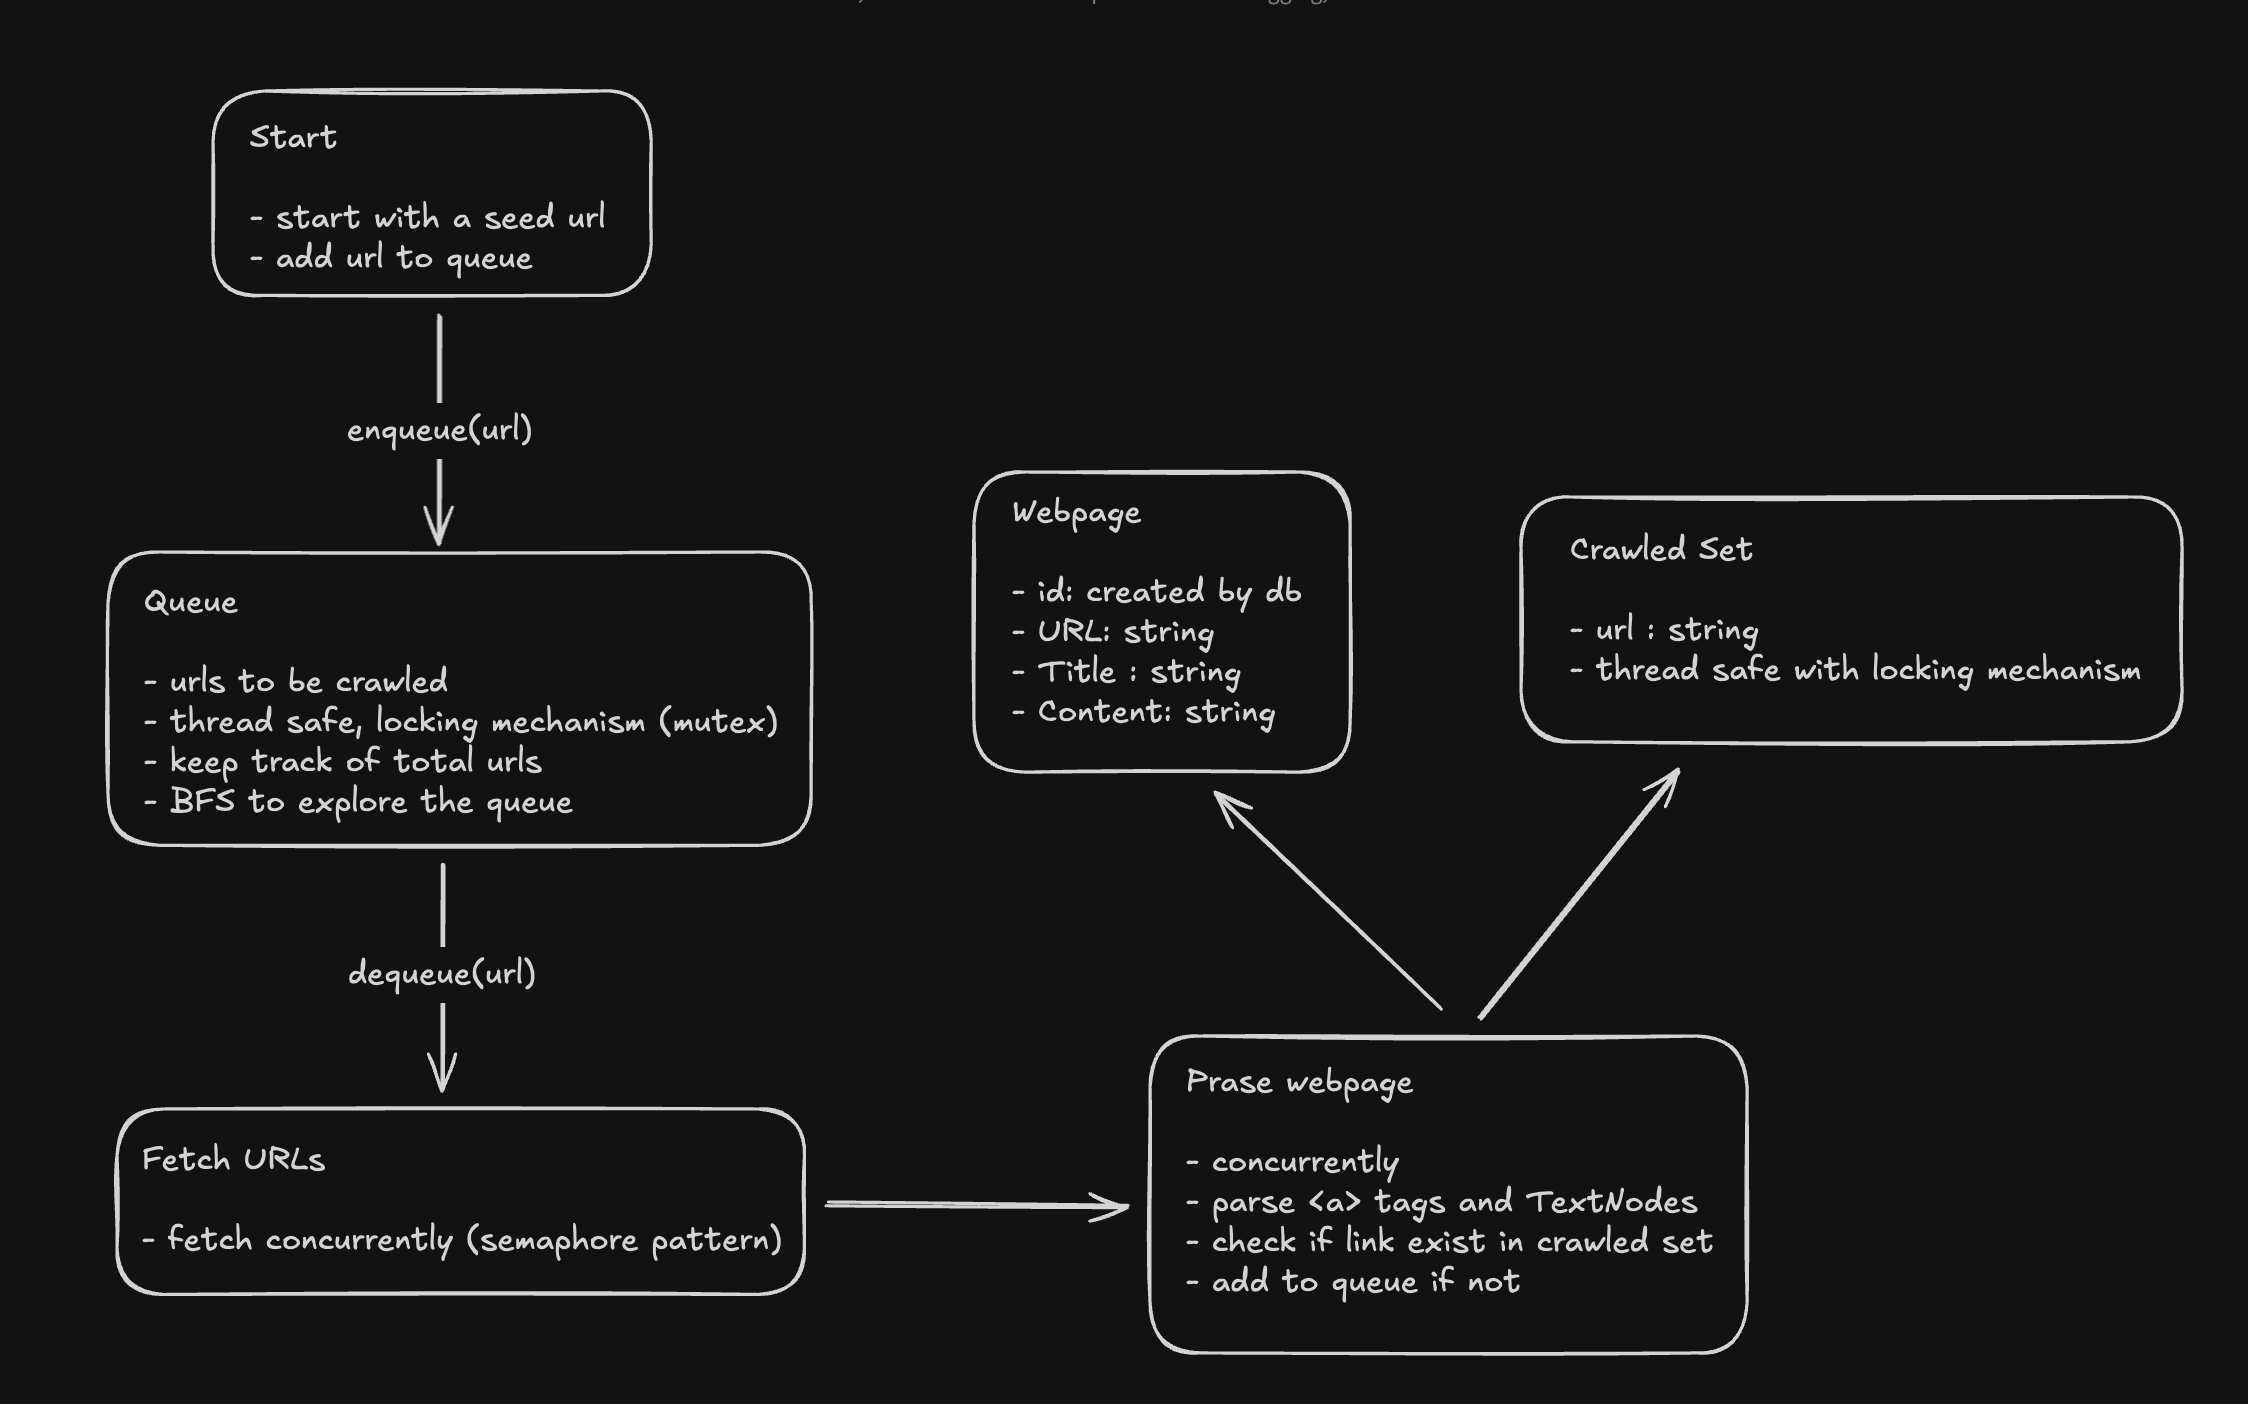 Start
- start with a seed url
- add url to queue
enqueue(url)
Queue
- urls to be crawled
- thread safe, locking mechanism (mutex)
- keep track of total urls
- BFS to explore the queue
dequeue(url)
Fetch URLs
- fetch concurrently (semaphore pattern)
Webpage
- id: created by db
- URL: string
- Title : string
- Content: string
Crawled Set
- url : string
- thread safe with locking mechanism
Prase webpage
- concurrently
- parse <a> tags and TextNodes
- check if link exist in crawled set
- add to queue if not